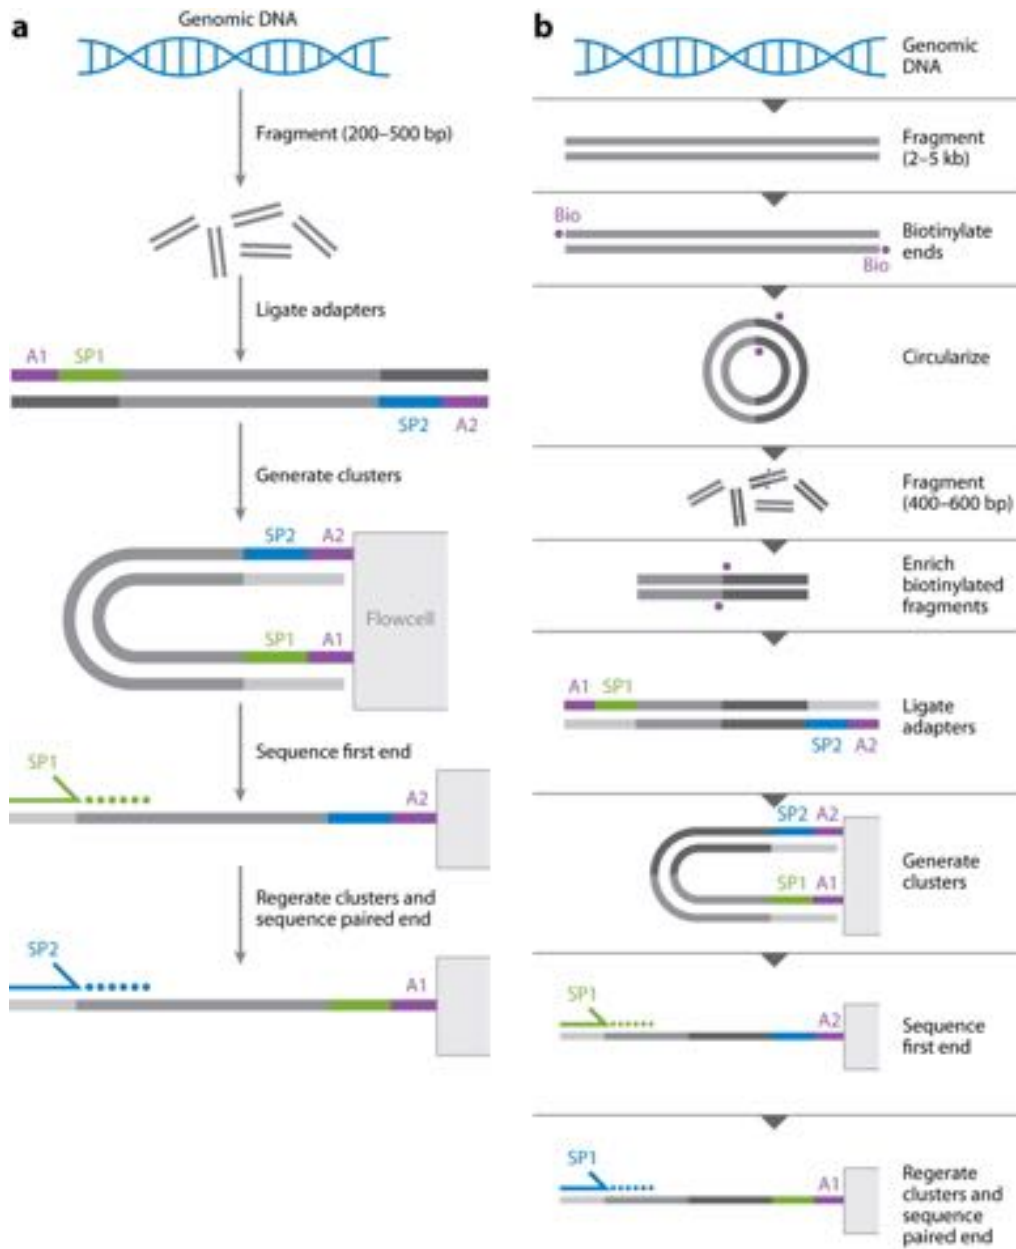 a
Genomic DNA
Fragment (200–500 bp)
Ligate adapters
A1 SP1
SP2 A2
Generate clusters
SP2 A2
Flowcell
SP1 A1
Sequence first end
SP1
A2
Regerate clusters and
sequence paired end
SP2
A1
b
Genomic
DNA
Fragment
(2–5 kb)
Bio
Biotinylate
ends
Bio
Circularize
Fragment
(400–600 bp)
Enrich
biotinylated
fragments
A1 SP1
Ligate
adapters
SP2 A2
SP2 A2
Generate
clusters
SP1 A1
SP1
A2
Sequence
first end
SP1
A1
Regerate
clusters and
sequence
paired end